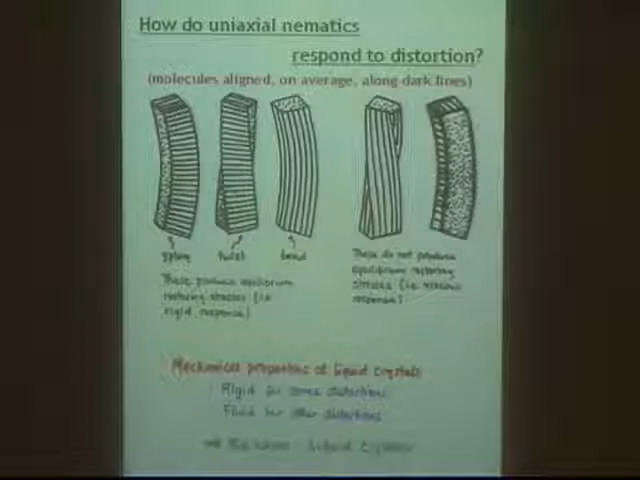 How do uniaxial nematics
respond to distortion?
(molecules aligned, on average, along dark lines)
splay twist bend
These produce equilibrium
restoring stresses (i.e.
rigid response)
These do not produce
equilibrium restoring
stresses (i.e. viscous
response)
Mechanical properties of liquid crystals
Rigid for some distortions
Fluid for other distortions
Liquid Crystals